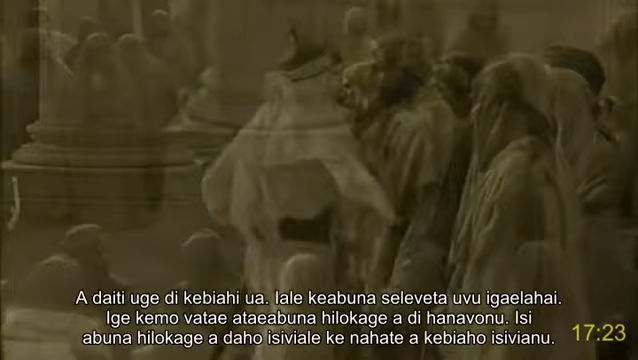 A daiti uge di kebiahi ua. Iale keabuna seleveta uvu igaelahai.
Ige kemo vatae ataeabuna hilokage a di hanavonu. Isi
abuna hilokage a daho isiviale ke nahate a kebiaho isivianu.
17:23